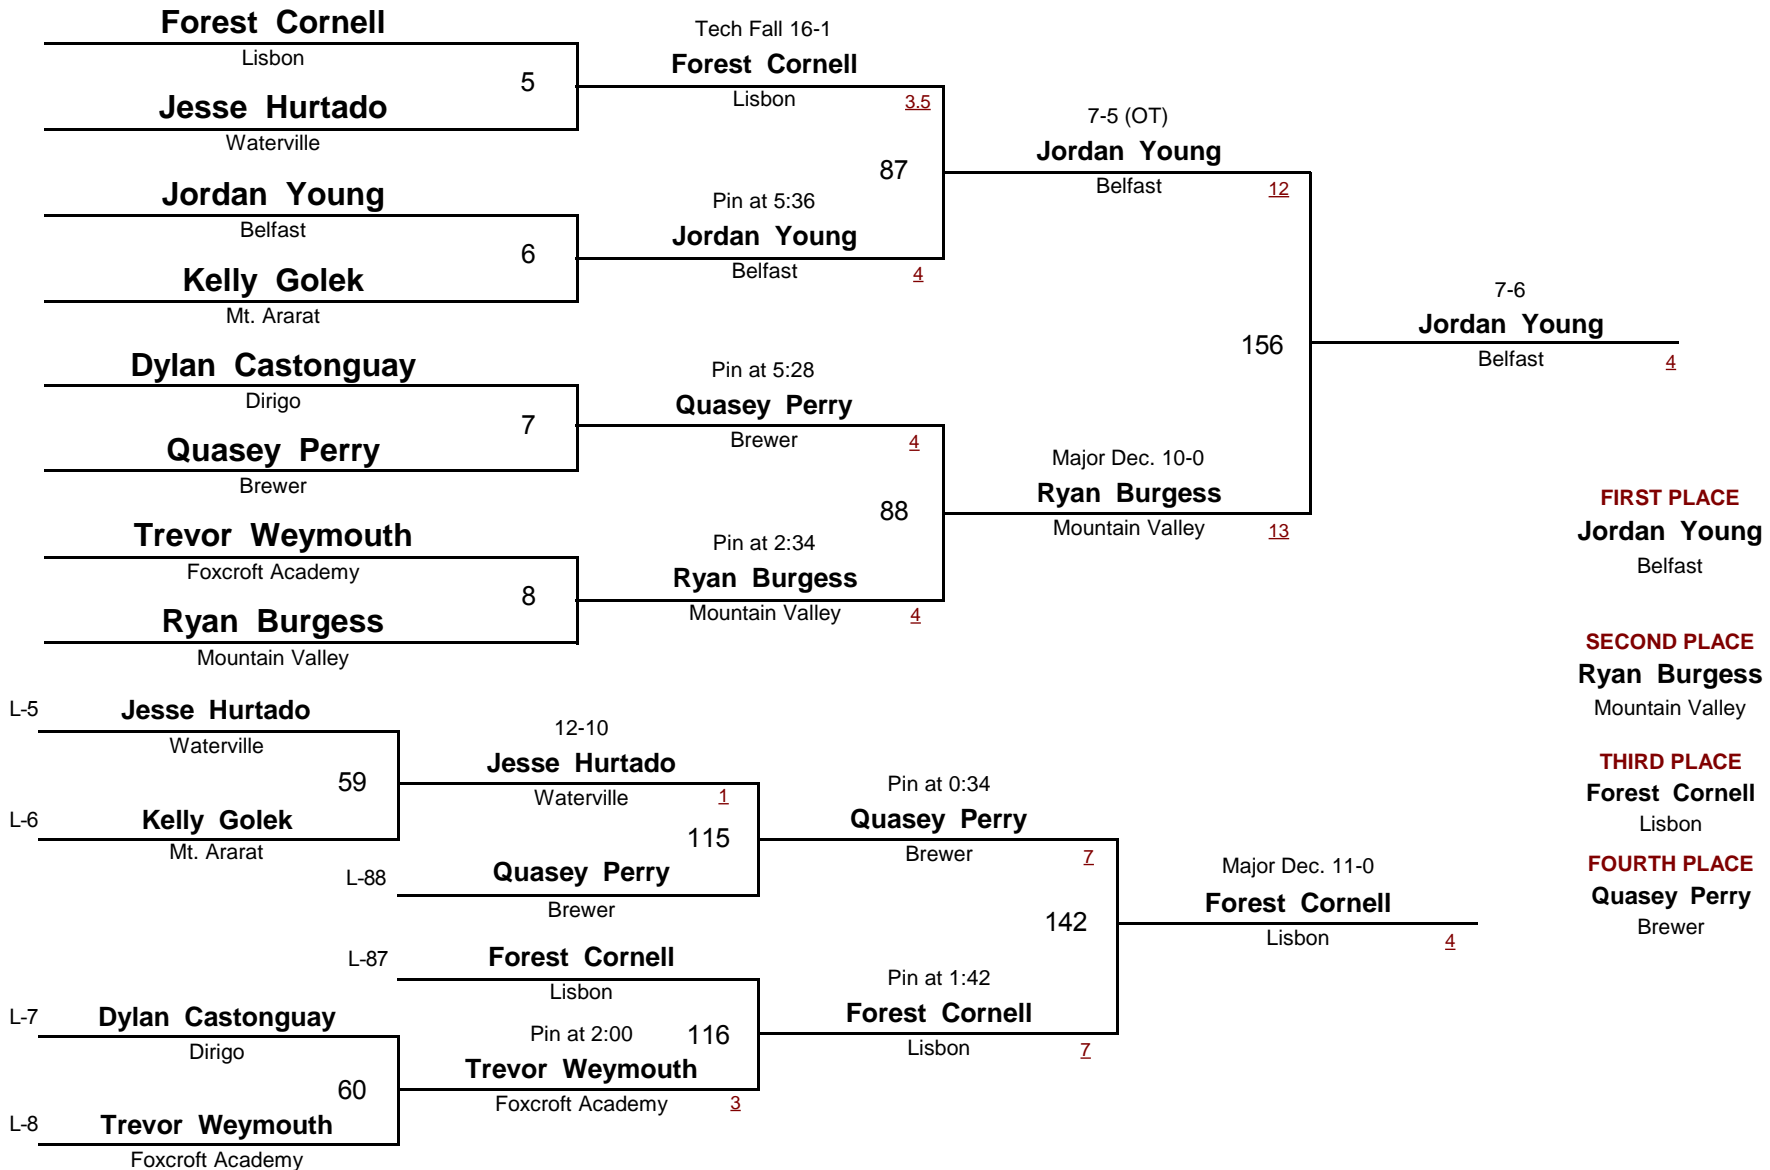 Forest Cornell
Lisbon
5
Jesse Hurtado
Waterville
Jordan Young
Belfast
6
Kelly Golek
Mt. Ararat
Dylan Castonguay
Dirigo
7
Quasey Perry
Brewer
Trevor Weymouth
Foxcroft Academy
8
Ryan Burgess
Mountain Valley
Tech Fall 16-1
Forest Cornell
Lisbon 3.5
87
Pin at 5:36
Jordan Young
Belfast 4
Pin at 5:28
Quasey Perry
Brewer 4
88
Pin at 2:34
Ryan Burgess
Mountain Valley 4
7-5 (OT)
Jordan Young
Belfast 12
156
Major Dec. 10-0
Ryan Burgess
Mountain Valley 13
7-6
Jordan Young
Belfast 4
FIRST PLACE
Jordan Young
Belfast
SECOND PLACE
Ryan Burgess
Mountain Valley
THIRD PLACE
Forest Cornell
Lisbon
FOURTH PLACE
Quasey Perry
Brewer
L-5 Jesse Hurtado
Waterville
59
L-6 Kelly Golek
Mt. Ararat
12-10
Jesse Hurtado
Waterville 1
115
L-88 Quasey Perry
Brewer
L-87 Forest Cornell
Lisbon
116
L-7 Dylan Castonguay
Dirigo
60
L-8 Trevor Weymouth
Foxcroft Academy
Pin at 2:00
Trevor Weymouth
Foxcroft Academy 3
Pin at 0:34
Quasey Perry
Brewer 7
142
Pin at 1:42
Forest Cornell
Lisbon 7
Major Dec. 11-0
Forest Cornell
Lisbon 4